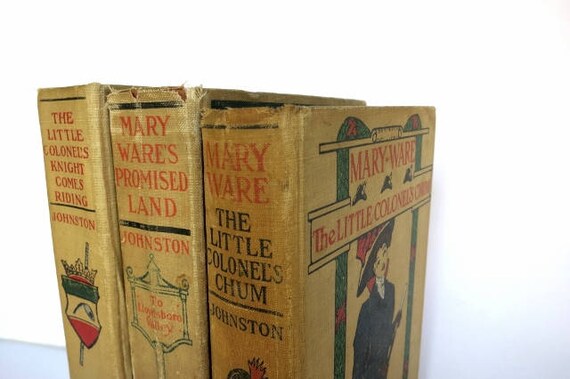 THE
LITTLE
COLONEL'S
KNIGHT
COMES
RIDING
JOHNSTON
MARY
WARE'S
PROMISED
LAND
JOHNSTON
To
Lloydsboro
Valley
MARY
WARE
THE
LITTLE
COLONEL'S
CHUM
JOHNSTON
MARY WARE
The LITTLE COLONEL'S CHUM